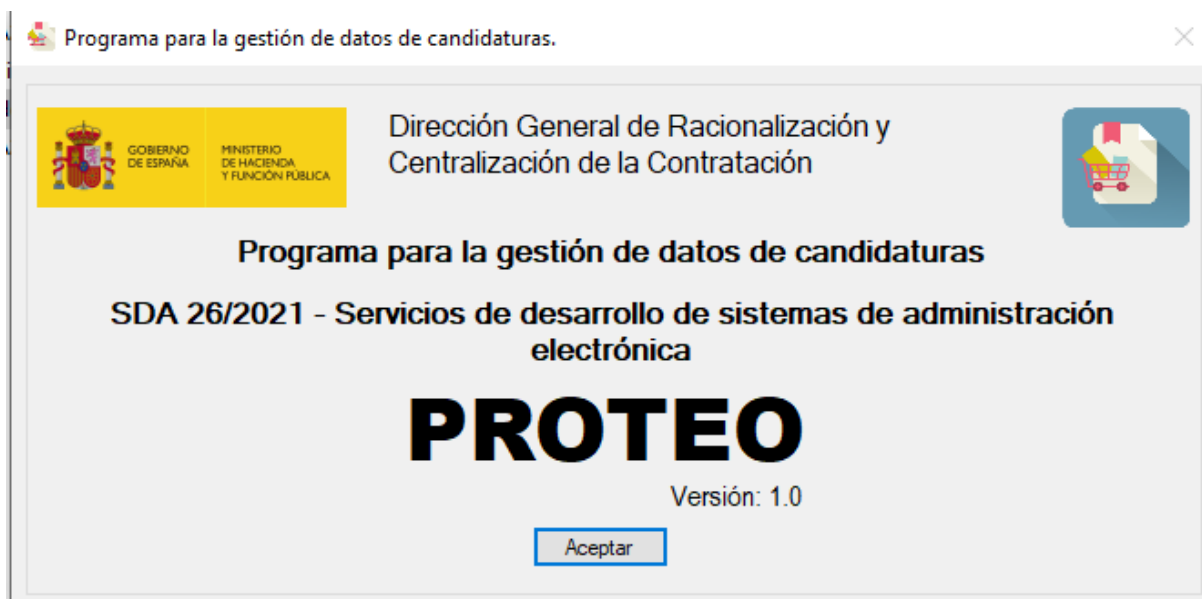 Programa para la gestión de datos de candidaturas.
GOBIERNO
DE ESPAÑA
MINISTERIO
DE HACIENDA
Y FUNCIÓN PÚBLICA
Dirección General de Racionalización y
Centralización de la Contratación
Programa para la gestión de datos de candidaturas
SDA 26/2021 - Servicios de desarrollo de sistemas de administración
electrónica
PROTEO
Versión: 1.0
Aceptar